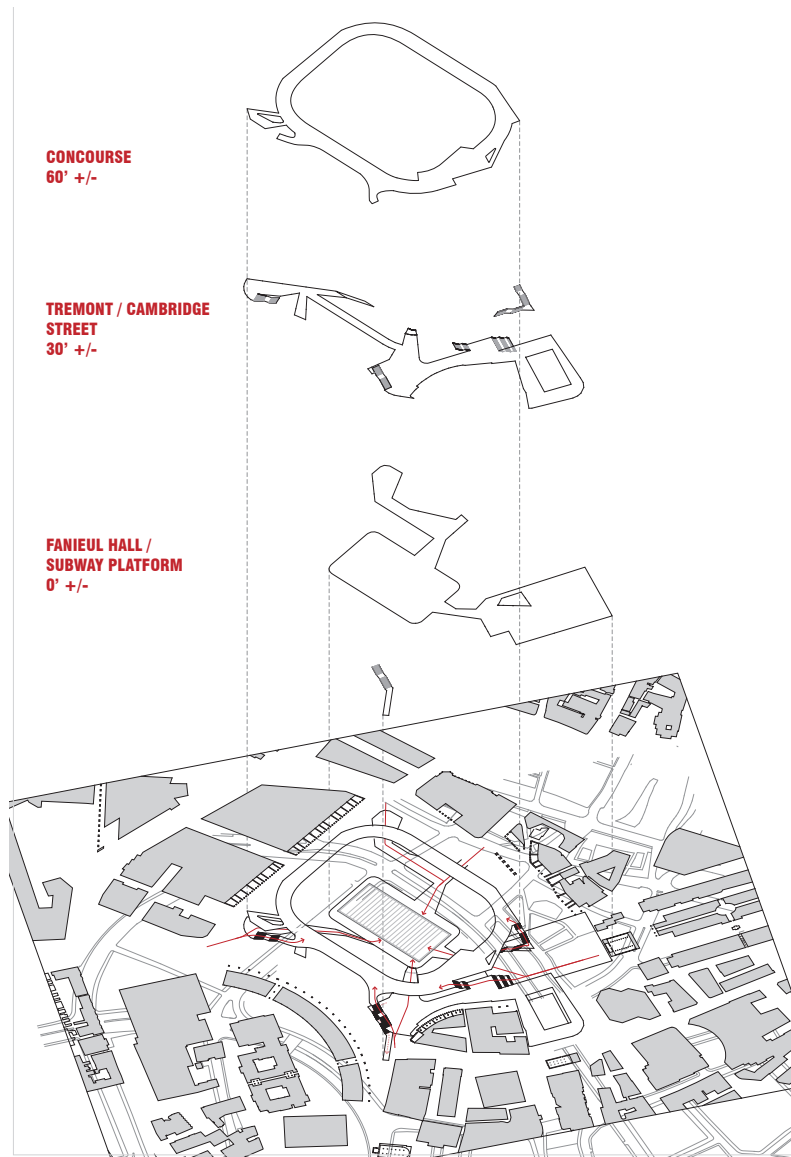 CONCOURSE
60' +/-
TREMONT / CAMBRIDGE
STREET
30' +/-
FANIEUL HALL /
SUBWAY PLATFORM
0' +/-